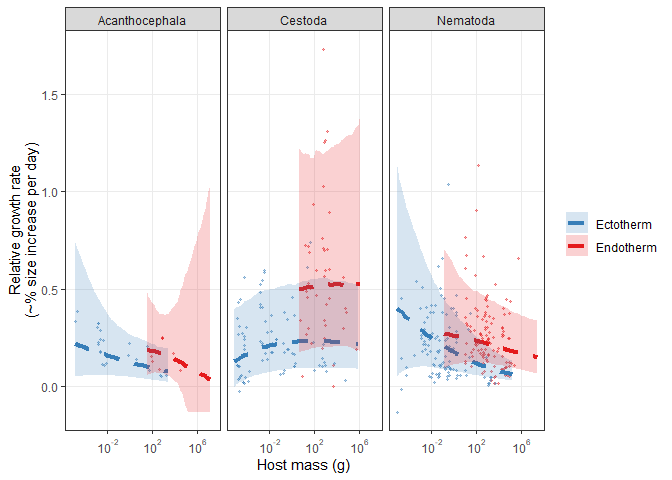 Acanthocephala Cestoda Nematoda
Relative growth rate
(~% size increase per day)
1.5
1.0
0.5
0.0
10⁻² 10² 10⁶ 10⁻² 10² 10⁶ 10⁻² 10² 10⁶
Host mass (g)
Ectotherm
Endotherm